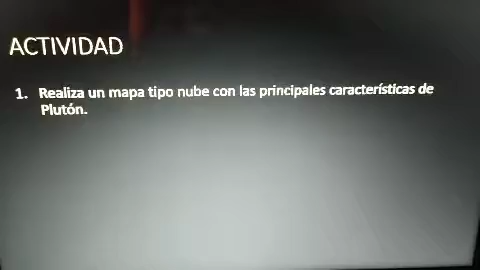 ACTIVIDAD
1. Realiza un mapa tipo nube con las principales características de
Plutón.